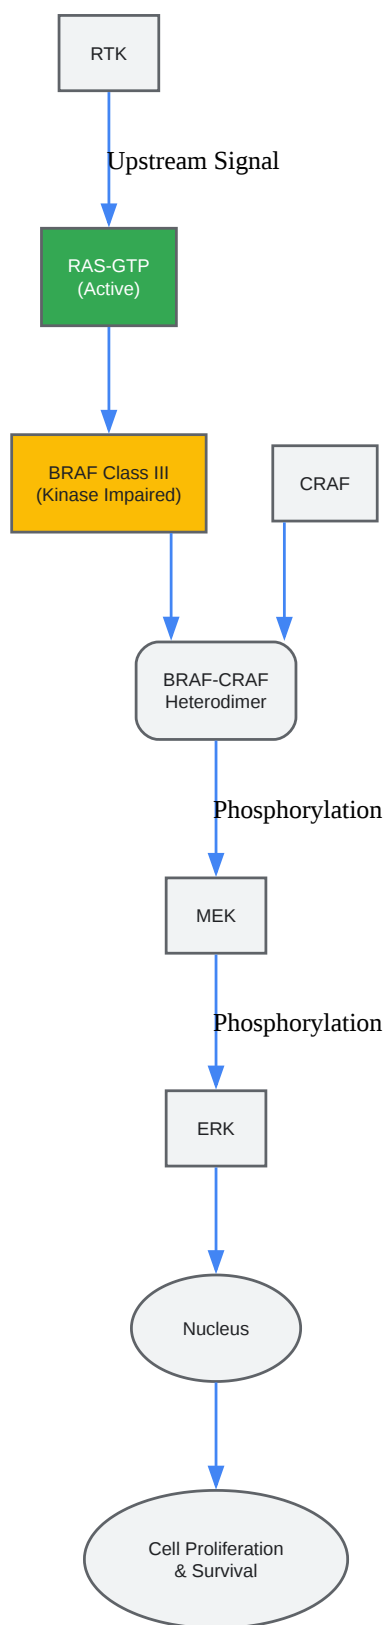 RTK
Upstream Signal
RAS-GTP
(Active)
BRAF Class III
(Kinase Impaired)
CRAF
BRAF-CRAF
Heterodimer
Phosphorylation
MEK
Phosphorylation
ERK
Nucleus
Cell Proliferation
& Survival